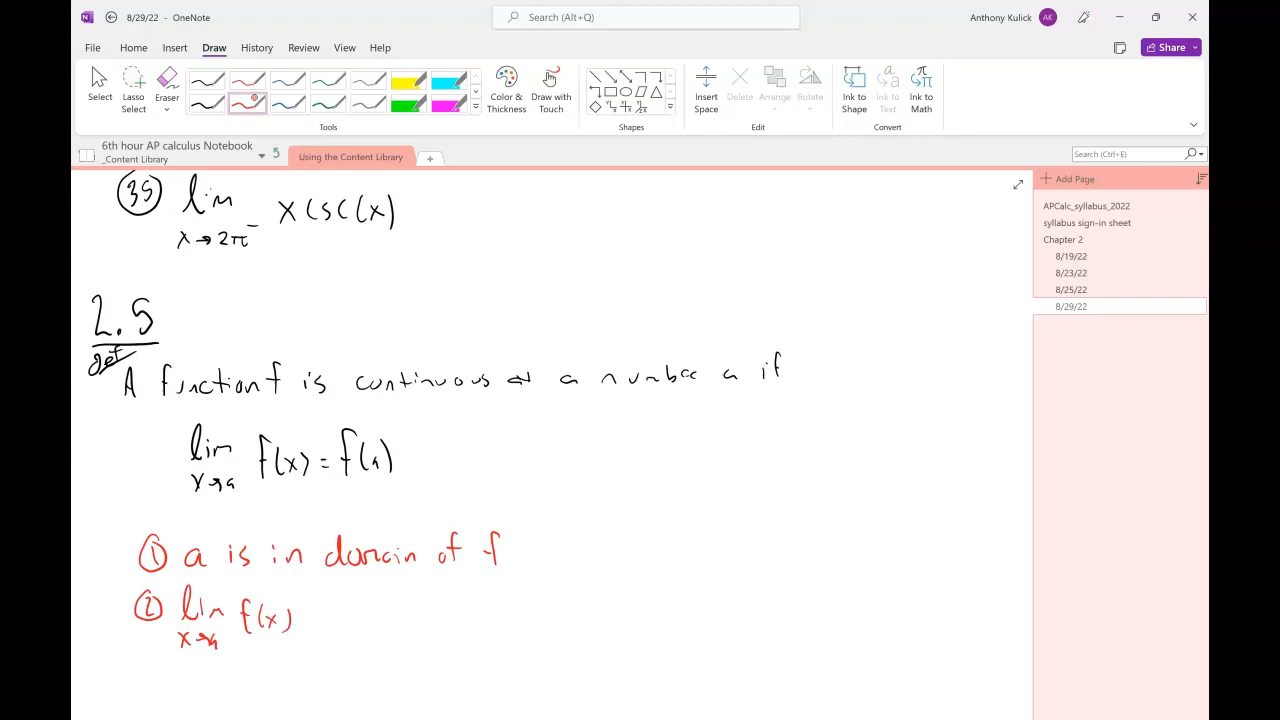 8/29/22 - OneNote
Search (Alt+Q)
Anthony Kulick
AK
File Home Insert Draw History Review View Help
Share
Select
Lasso Select
Eraser
Color & Thickness
Draw with Touch
Insert Space
Delete
Arrange
Rotate
Ink to Shape
Ink to Text
Ink to Math
Tools
Shapes
Edit
Convert
6th hour AP calculus Notebook
_Content Library
Using the Content Library
Search (Ctrl+E)
Add Page
APCalc_syllabus_2022
syllabus sign-in sheet
Chapter 2
8/19/22
8/23/22
8/25/22
8/29/22
35 lim x→2π⁻ x csc(x)
2.5
def
A function f is continuous at a number a if
lim x→a f(x) = f(a)
① a is in domain of f
② lim x→a f(x)